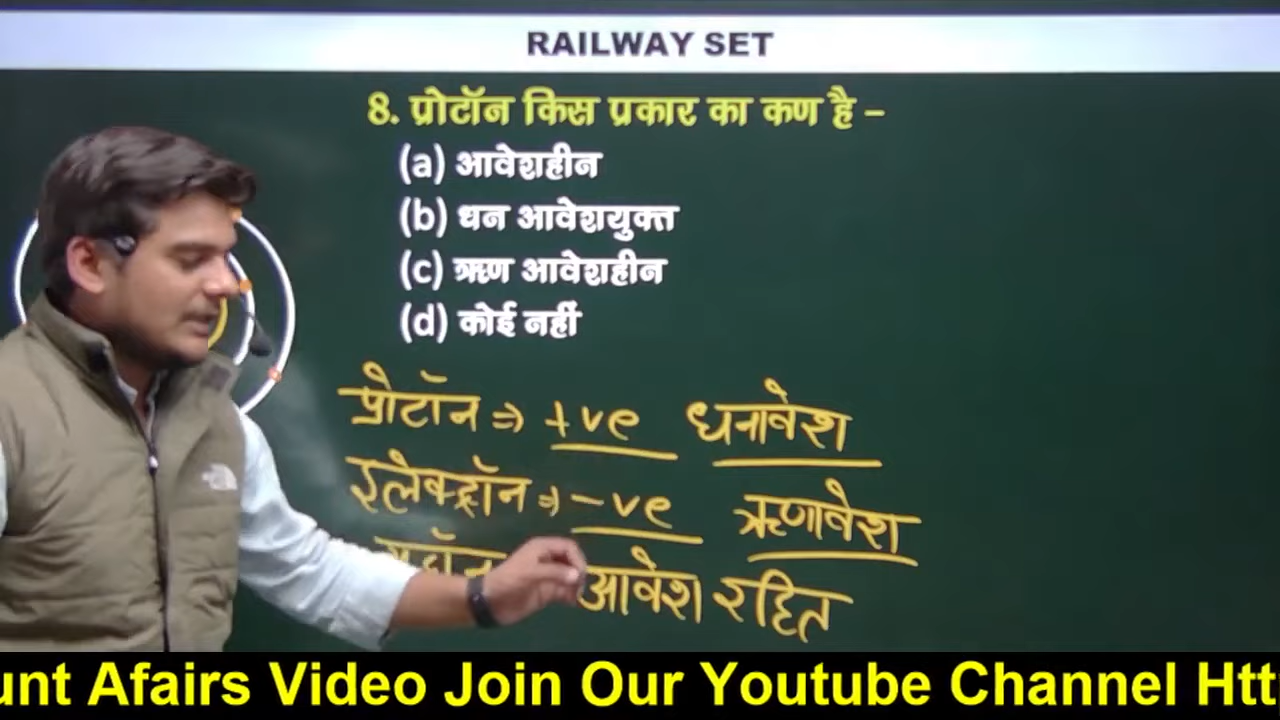 RAILWAY SET
8. प्रोटॉन किस प्रकार का कण है –
(a) आवेशहीन
(b) धन आवेशयुक्त
(c) ऋण आवेशहीन
(d) कोई नहीं
प्रोटॉन ⇒ +ve धनावेश
इलेक्ट्रॉन ⇒ -ve ऋणावेश
आवेश रहित
unt Afairs Video Join Our Youtube Channel Htt